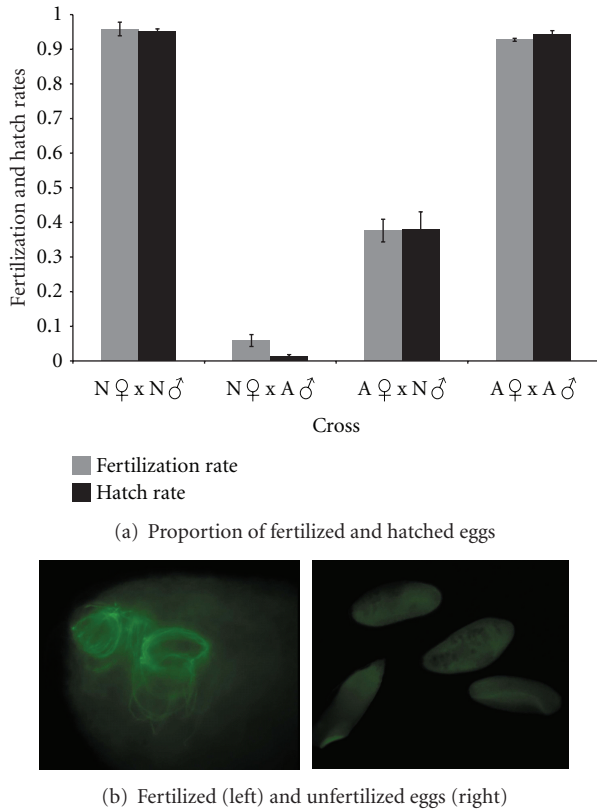 1
0.9
0.8
0.7
0.6
0.5
0.4
0.3
0.2
0.1
0
Fertilization and hatch rates
N ♀ x N ♂ N ♀ x A ♂ A ♀ x N ♂ A ♀ x A ♂
Cross
Fertilization rate
Hatch rate
(a) Proportion of fertilized and hatched eggs
(b) Fertilized (left) and unfertilized eggs (right)